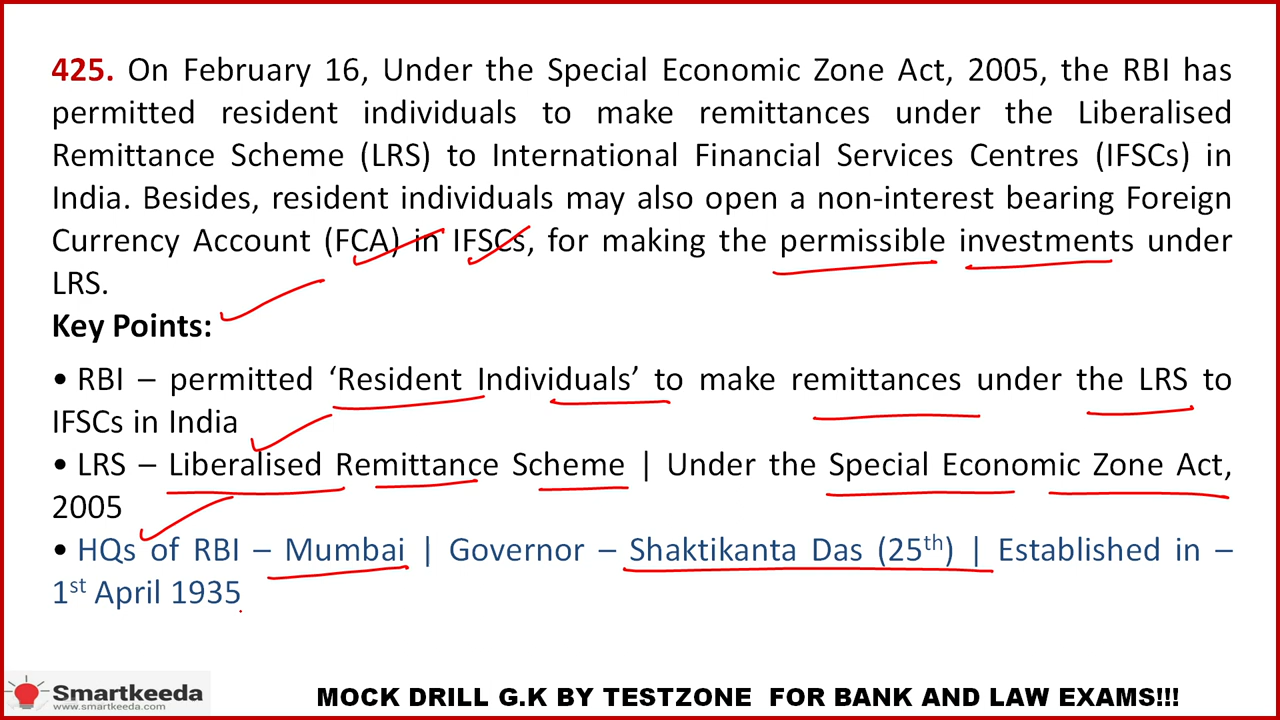 425. On February 16, Under the Special Economic Zone Act, 2005, the RBI has
permitted resident individuals to make remittances under the Liberalised
Remittance Scheme (LRS) to International Financial Services Centres (IFSCs) in
India. Besides, resident individuals may also open a non-interest bearing Foreign
Currency Account (FCA) in IFSCs, for making the permissible investments under
LRS.
Key Points:
• RBI – permitted ‘Resident Individuals’ to make remittances under the LRS to
IFSCs in India
• LRS – Liberalised Remittance Scheme | Under the Special Economic Zone Act,
2005
• HQs of RBI – Mumbai | Governor – Shaktikanta Das (25th) | Established in –
1st April 1935
Smartkeeda
www.smartkeeda.com
MOCK DRILL G.K BY TESTZONE FOR BANK AND LAW EXAMS!!!